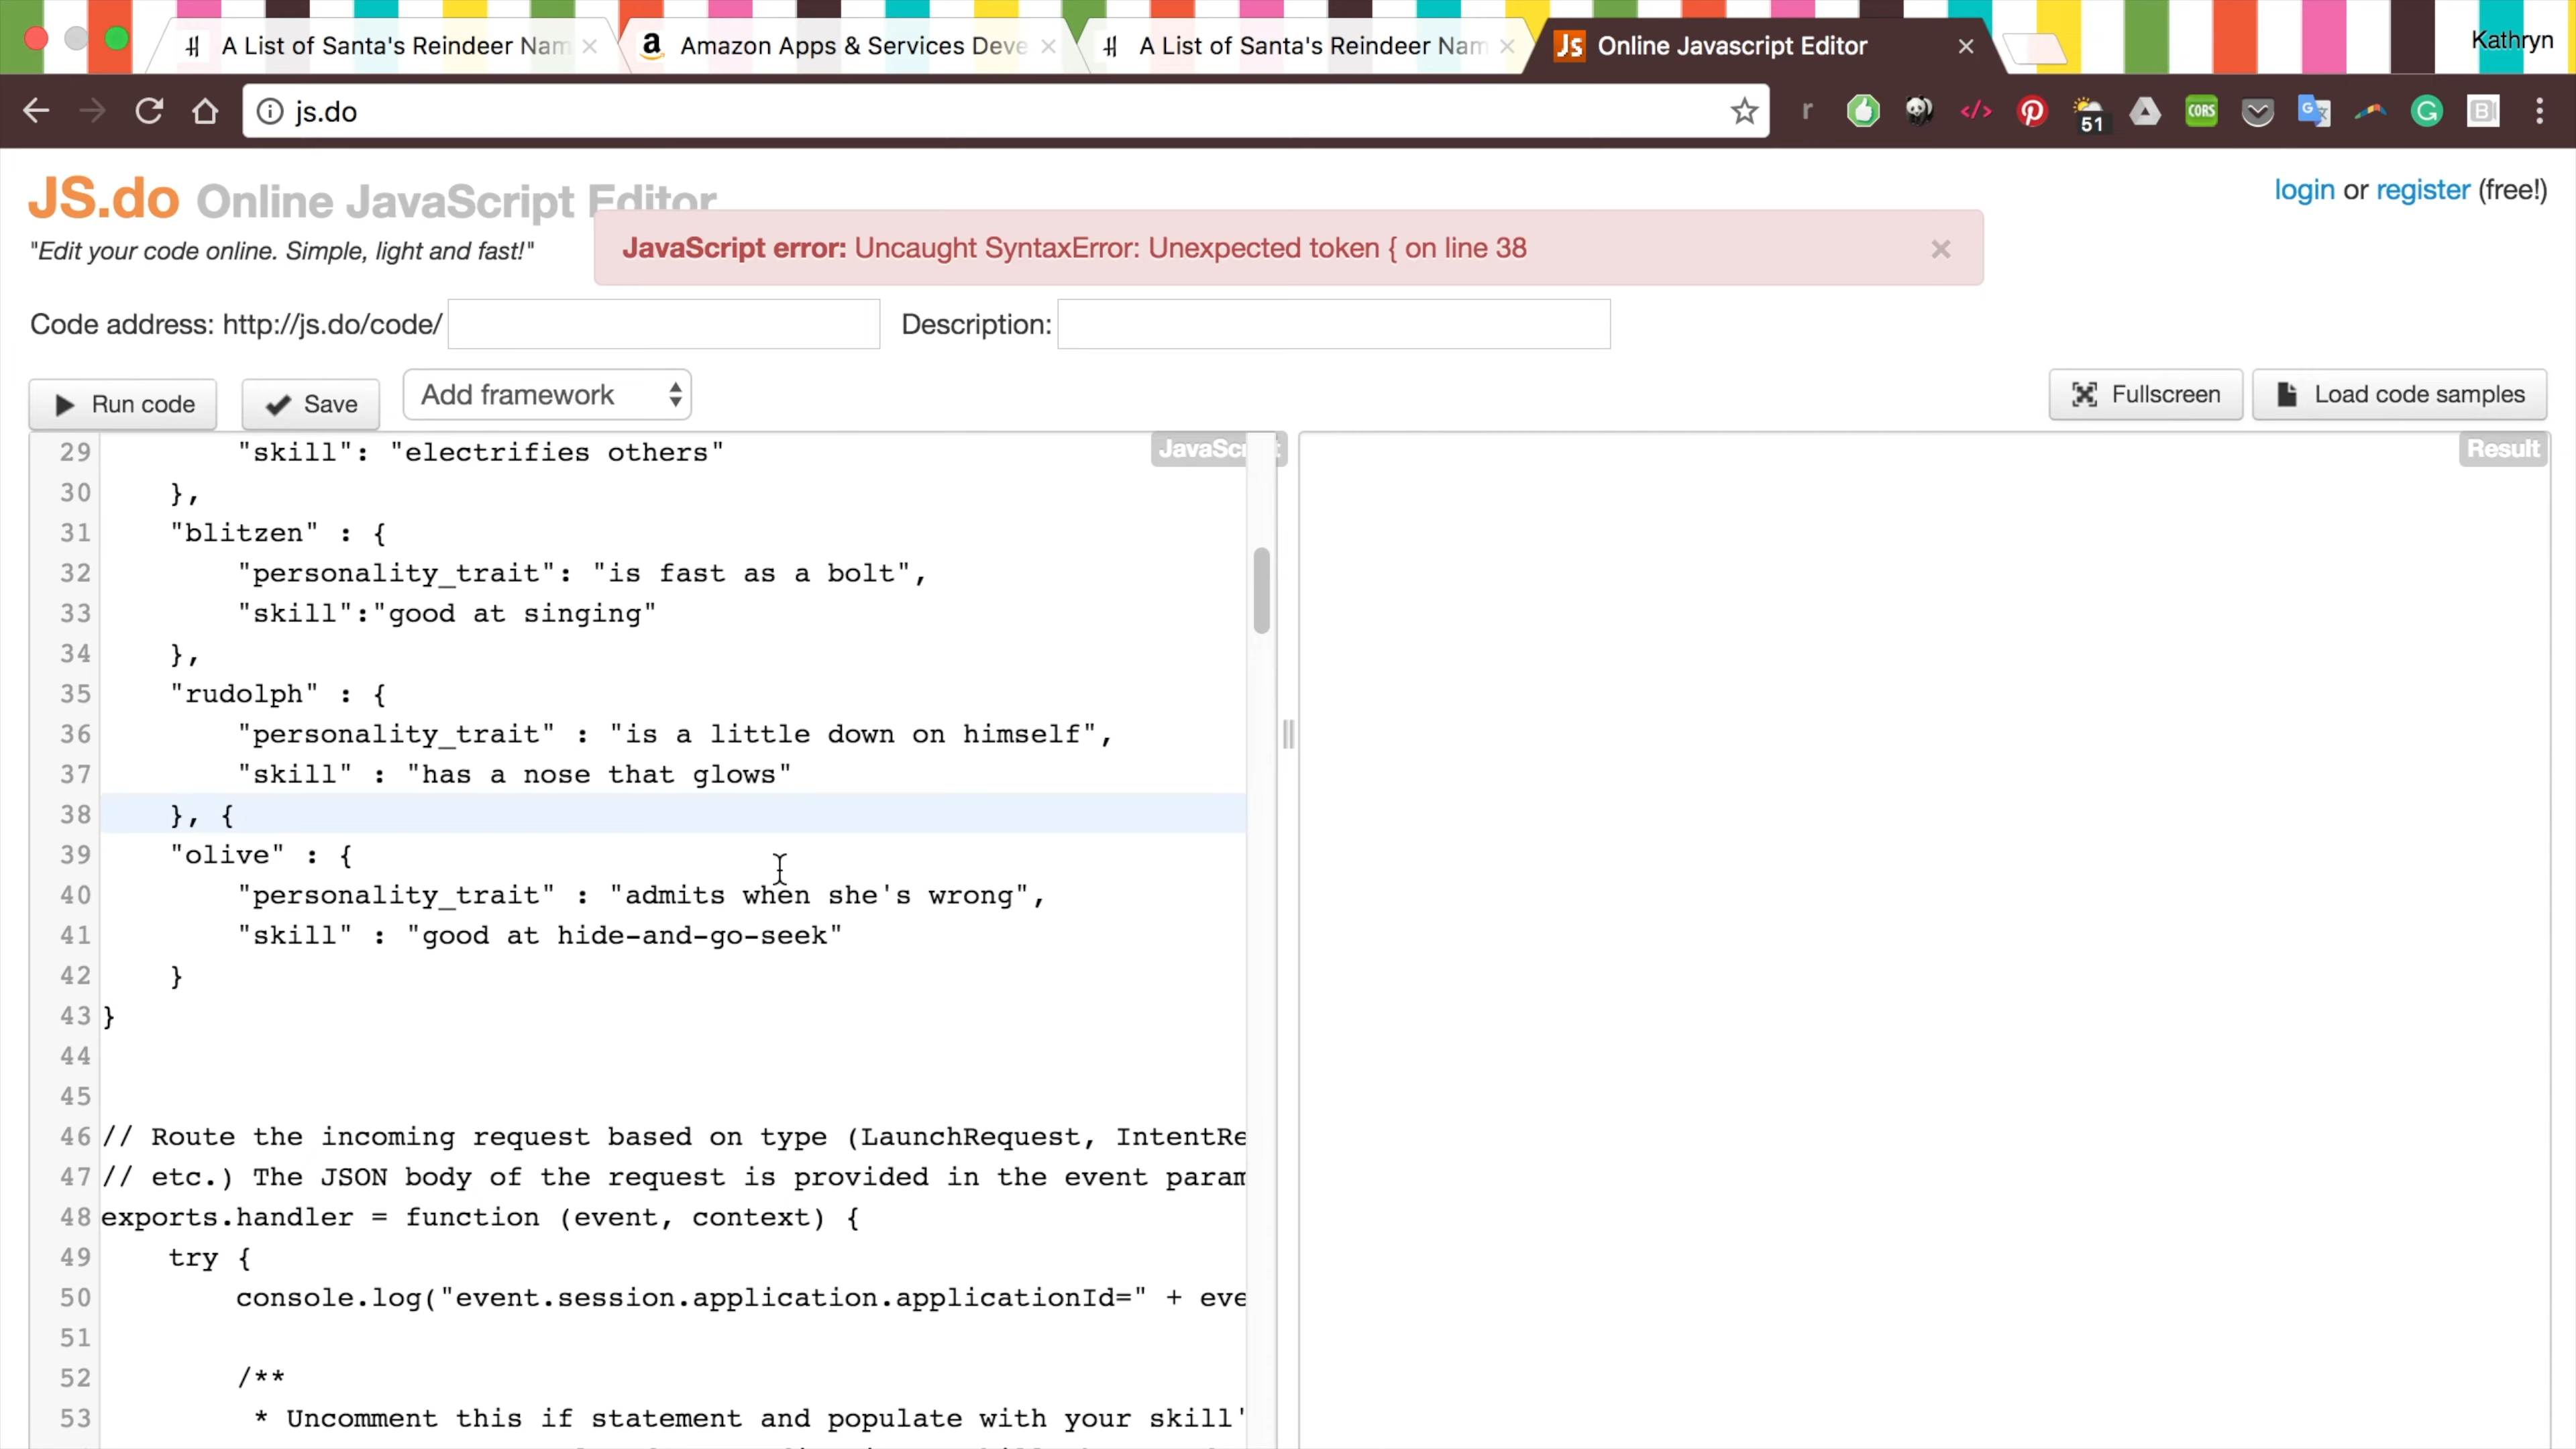 A List of Santa's Reindeer Nam
Amazon Apps & Services Deve
A List of Santa's Reindeer Nam
Js Online Javascript Editor
Kathryn
js.do
r
51
CORS
JS.do Online JavaScript Editor
login or register (free!)
"Edit your code online. Simple, light and fast!"
JavaScript error: Uncaught SyntaxError: Unexpected token { on line 38
Code address: http://js.do/code/
Description:
Run code
Save
Add framework
Fullscreen
Load code samples
JavaScript
Result
29 "skill": "electrifies others"
30 },
31 "blitzen" : {
32 "personality_trait": "is fast as a bolt",
33 "skill":"good at singing"
34 },
35 "rudolph" : {
36 "personality_trait" : "is a little down on himself",
37 "skill" : "has a nose that glows"
38 }, {
39 "olive" : {
40 "personality_trait" : "admits when she's wrong",
41 "skill" : "good at hide-and-go-seek"
42 }
43 }
44
45
46 // Route the incoming request based on type (LaunchRequest, IntentRe
47 // etc.) The JSON body of the request is provided in the event param
48 exports.handler = function (event, context) {
49 try {
50 console.log("event.session.application.applicationId=" + eve
51
52 /**
53 * Uncomment this if statement and populate with your skill'